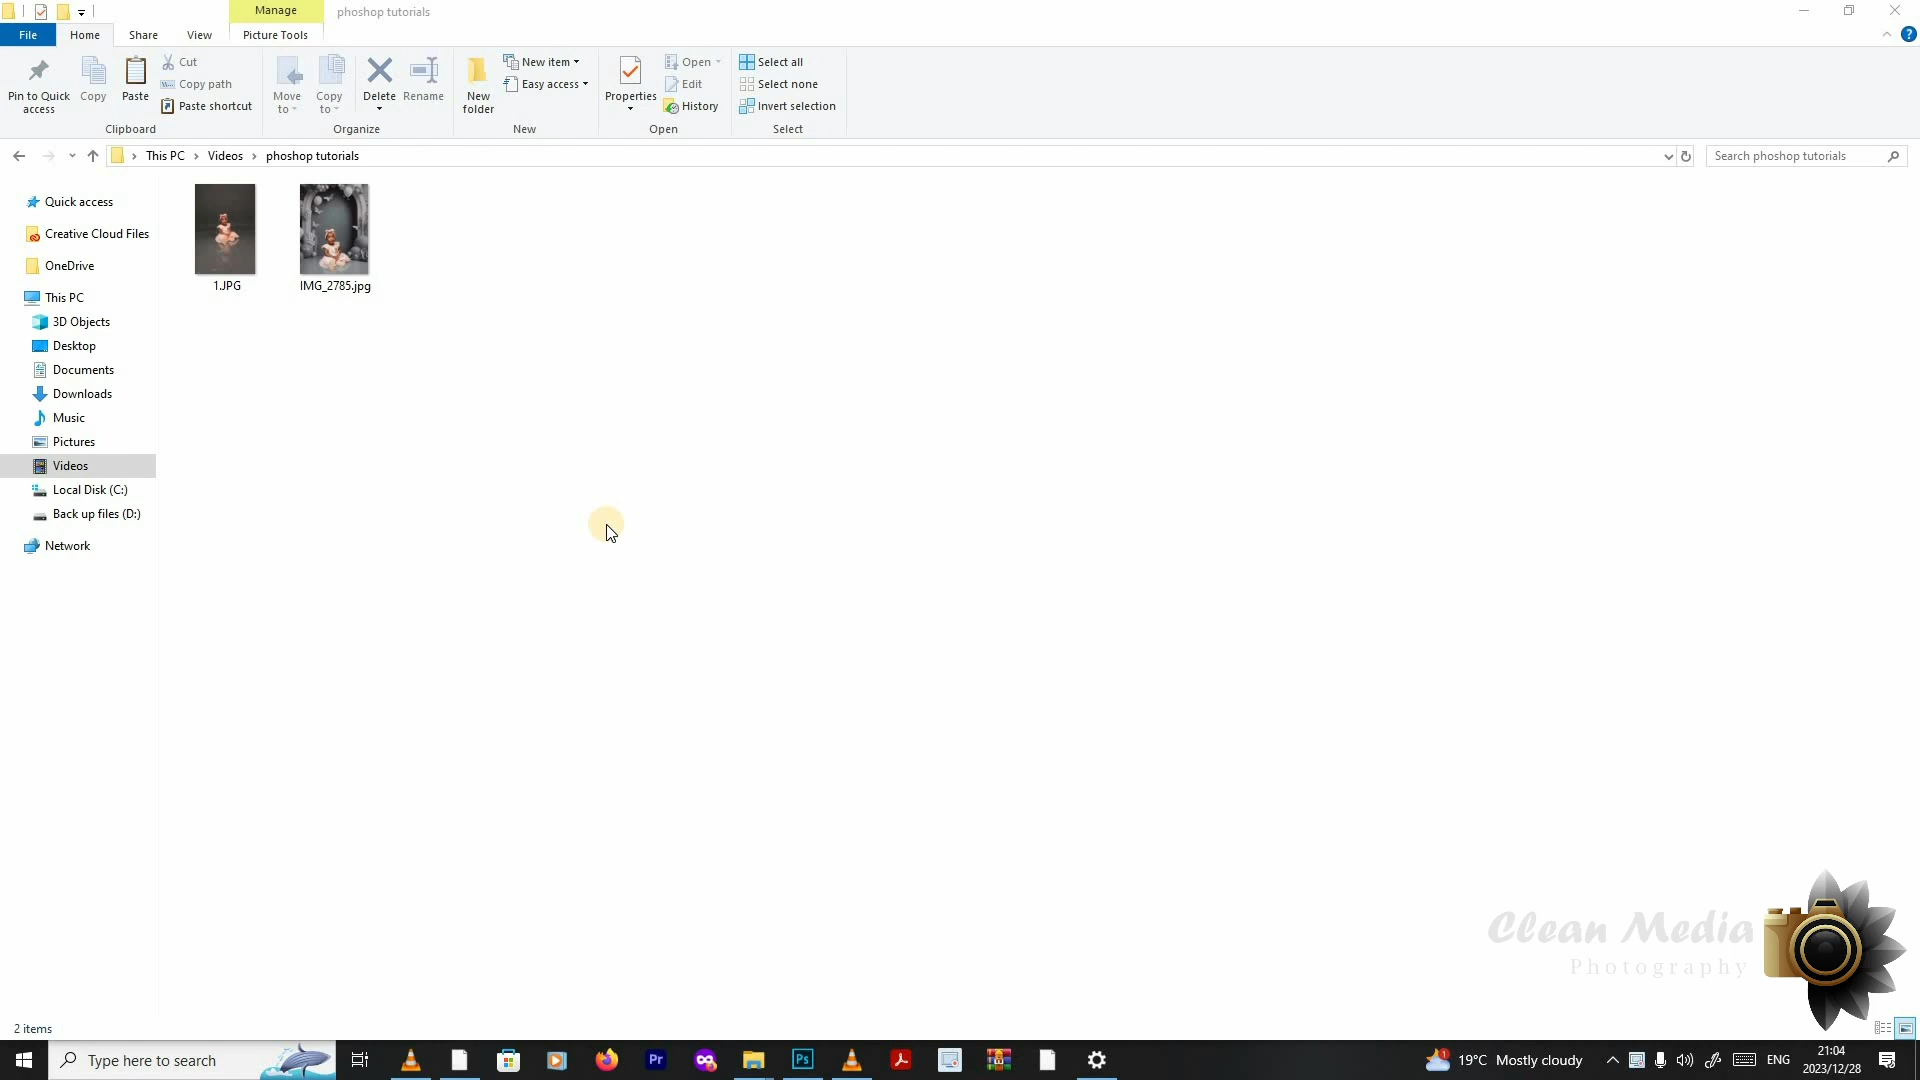 Manage
phoshop tutorials
File
Home
Share
View
Picture Tools
Pin to Quick access
Copy
Paste
Cut
Copy path
Paste shortcut
Clipboard
Move to
Copy to
Delete
Rename
Organize
New folder
New item
Easy access
New
Properties
Open
Edit
History
Open
Select all
Select none
Invert selection
Select
This PC > Videos > phoshop tutorials
Search phoshop tutorials
Quick access
Creative Cloud Files
OneDrive
This PC
3D Objects
Desktop
Documents
Downloads
Music
Pictures
Videos
Local Disk (C:)
Back up files (D:)
Network
1.JPG
IMG_2785.jpg
Clean Media
Photography
2 items
Type here to search
Pr
Ps
1
19°C Mostly cloudy
ENG
21:04
2023/12/28